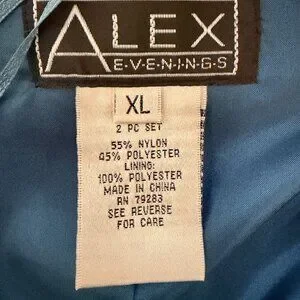 ALEX
E·V·E·N·I·N·G·S
XL
2 PC SET
55% NYLON
45% POLYESTER
LINING:
100% POLYESTER
MADE IN CHINA
RN 79283
SEE REVERSE
FOR CARE